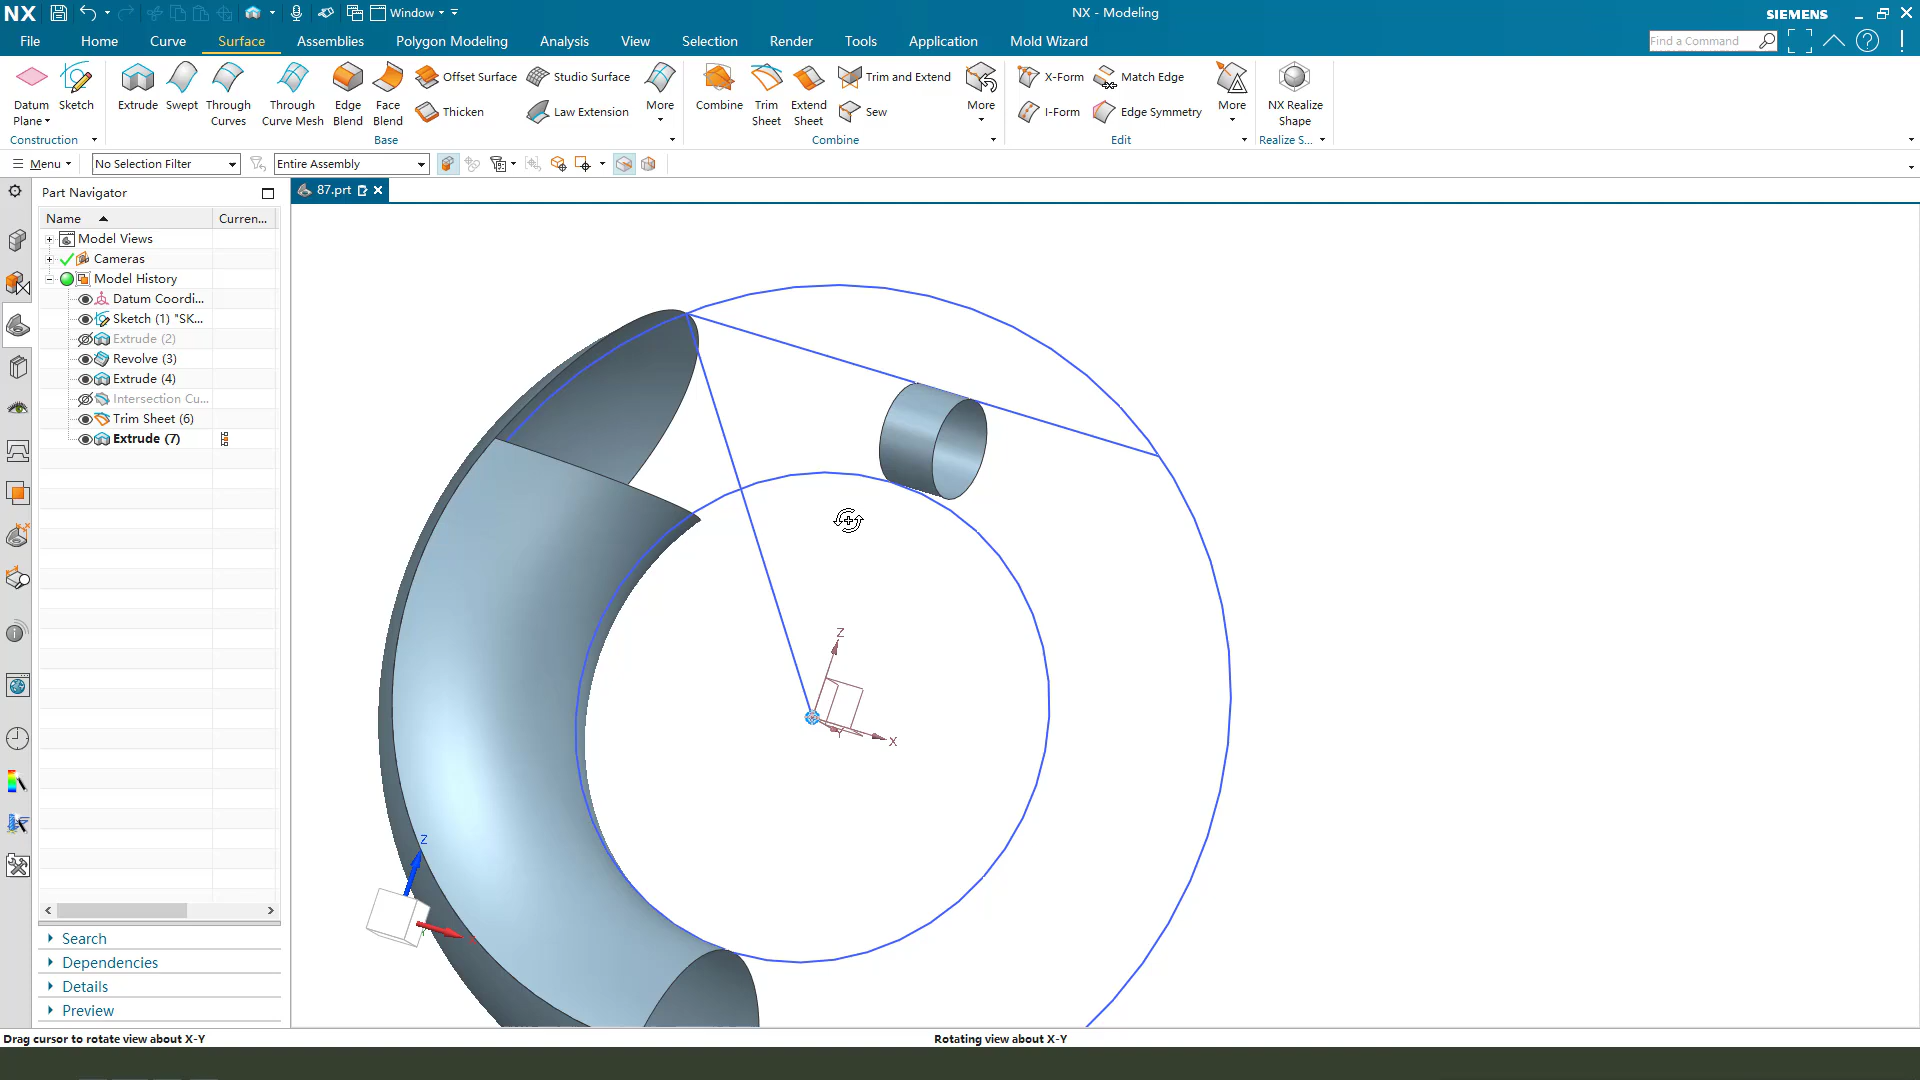 NX Window NX - Modeling SIEMENS
File Home Curve Surface Assemblies Polygon Modeling Analysis View Selection Render Tools Application Mold Wizard Find a Command
Datum Plane Sketch Extrude Swept Through Curves Through Curve Mesh Edge Blend Face Blend Offset Surface Thicken Studio Surface Law Extension More Combine Trim Sheet Extend Sheet Trim and Extend Sew More X-Form I-Form Match Edge Edge Symmetry More NX Realize Shape
Construction Base Combine Edit Realize S...
Menu No Selection Filter Entire Assembly
Part Navigator 87.prt
Name Curren...
Model Views
Cameras
Model History
Datum Coordi...
Sketch (1) "SK...
Extrude (2)
Revolve (3)
Extrude (4)
Intersection Cu...
Trim Sheet (6)
Extrude (7)
Z
X
Y
Z
Search
Dependencies
Details
Preview
Drag cursor to rotate view about X-Y Rotating view about X-Y